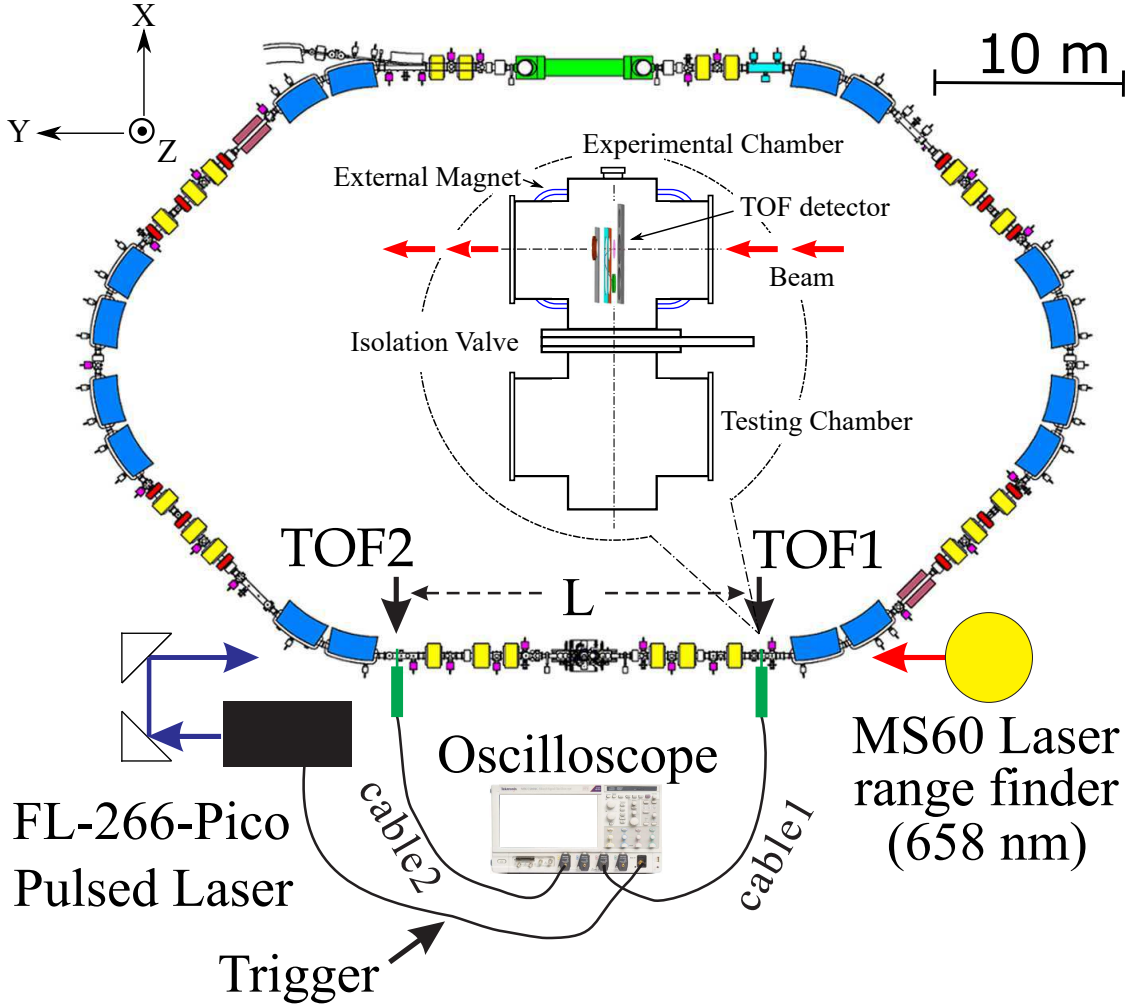 X
Y
Z
10 m
Experimental Chamber
External Magnet
TOF detector
Beam
Isolation Valve
Testing Chamber
TOF2
TOF1
L
MS60 Laser
range finder
(658 nm)
Oscilloscope
FL-266-Pico
Pulsed Laser
cable2
cable1
Trigger